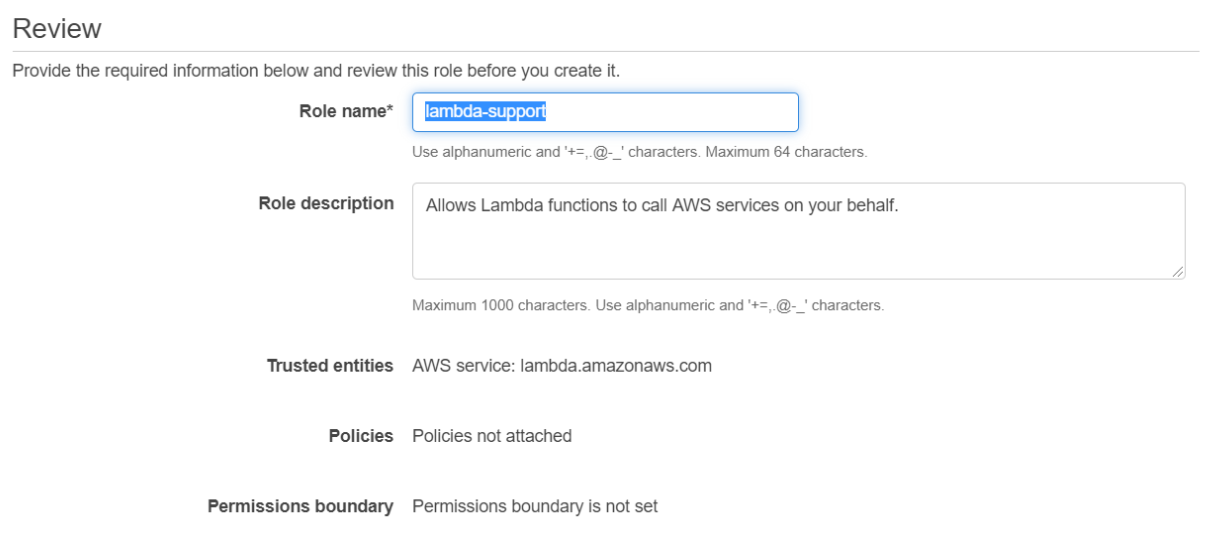 Review
Provide the required information below and review this role before you create it.
Role name* lambda-support
Use alphanumeric and '+=,.@-_' characters. Maximum 64 characters.
Role description Allows Lambda functions to call AWS services on your behalf.
Maximum 1000 characters. Use alphanumeric and '+=,.@-_' characters.
Trusted entities AWS service: lambda.amazonaws.com
Policies Policies not attached
Permissions boundary Permissions boundary is not set